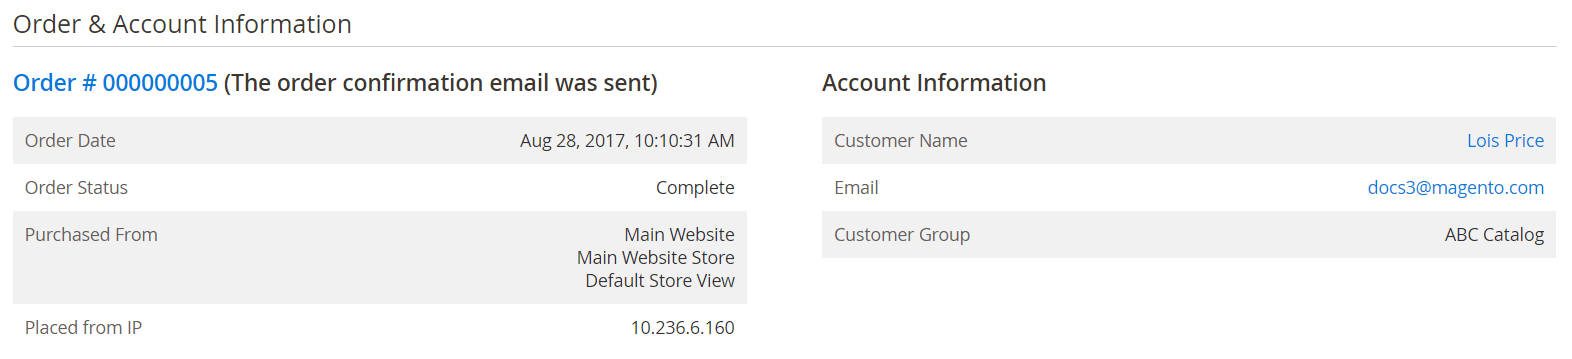 Order & Account Information
Order # 000000005 (The order confirmation email was sent)
Order Date Aug 28, 2017, 10:10:31 AM
Order Status Complete
Purchased From Main Website
Main Website Store
Default Store View
Placed from IP 10.236.6.160
Account Information
Customer Name Lois Price
Email docs3@magento.com
Customer Group ABC Catalog